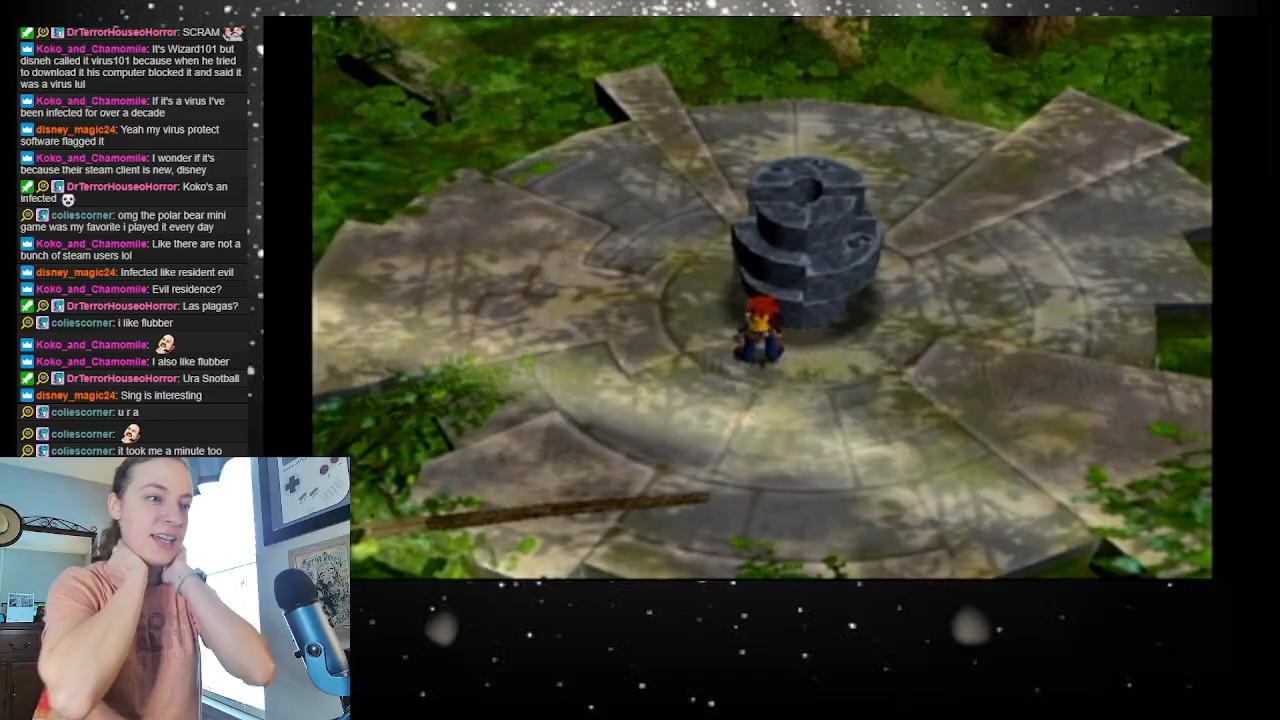 DrTerrorHouseoHorror: SCRAM
Koko_and_Chamomile: It's Wizard101 but
disneh called it virus101 because when he tried
to download it his computer blocked it and said it
was a virus lul
Koko_and_Chamomile: If it's a virus I've
been infected for over a decade
disney_magic24: Yeah my virus protect
software flagged it
Koko_and_Chamomile: I wonder if it's
because their steam client is new, disney
DrTerrorHouseoHorror: Koko's an
infected
coliescorner: omg the polar bear mini
game was my favorite i played it every day
Koko_and_Chamomile: Like there are not a
bunch of steam users lol
disney_magic24: Infected like resident evil
Koko_and_Chamomile: Evil residence?
DrTerrorHouseoHorror: Las plagas?
coliescorner: i like flubber
Koko_and_Chamomile:
Koko_and_Chamomile: I also like flubber
DrTerrorHouseoHorror: Ura Snotball
disney_magic24: Sing is interesting
coliescorner: u r a
coliescorner:
coliescorner: it took me a minute too